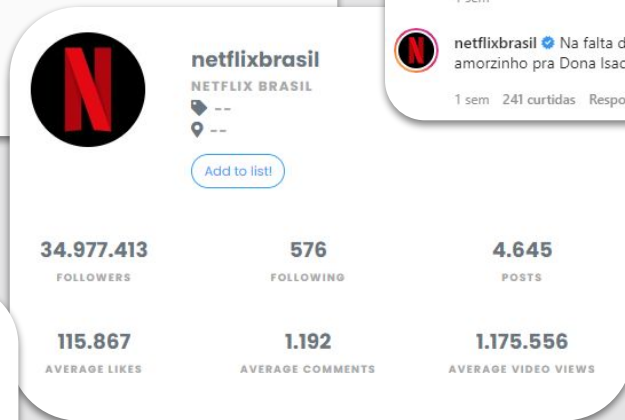 1 sem
netflixbrasil Na falta d
amorzinho pra Dona Isac
1 sem 241 curtidas Respo
netflixbrasil
NETFLIX BRASIL
--
--
Add to list!
34.977.413 576 4.645
FOLLOWERS FOLLOWING POSTS
115.867 1.192 1.175.556
AVERAGE LIKES AVERAGE COMMENTS AVERAGE VIDEO VIEWS